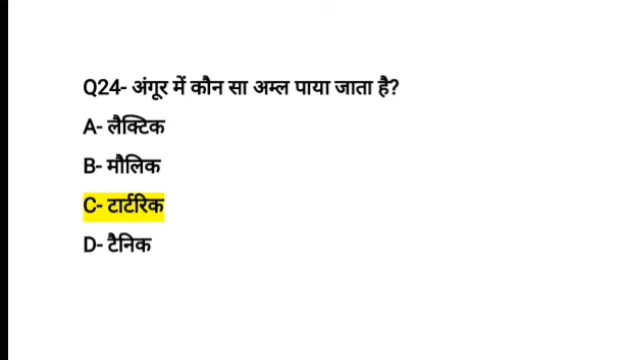 Q24- अंगूर में कौन सा अम्ल पाया जाता है?
A- लैक्टिक
B- मौलिक
C- टार्टरिक
D- टैनिक